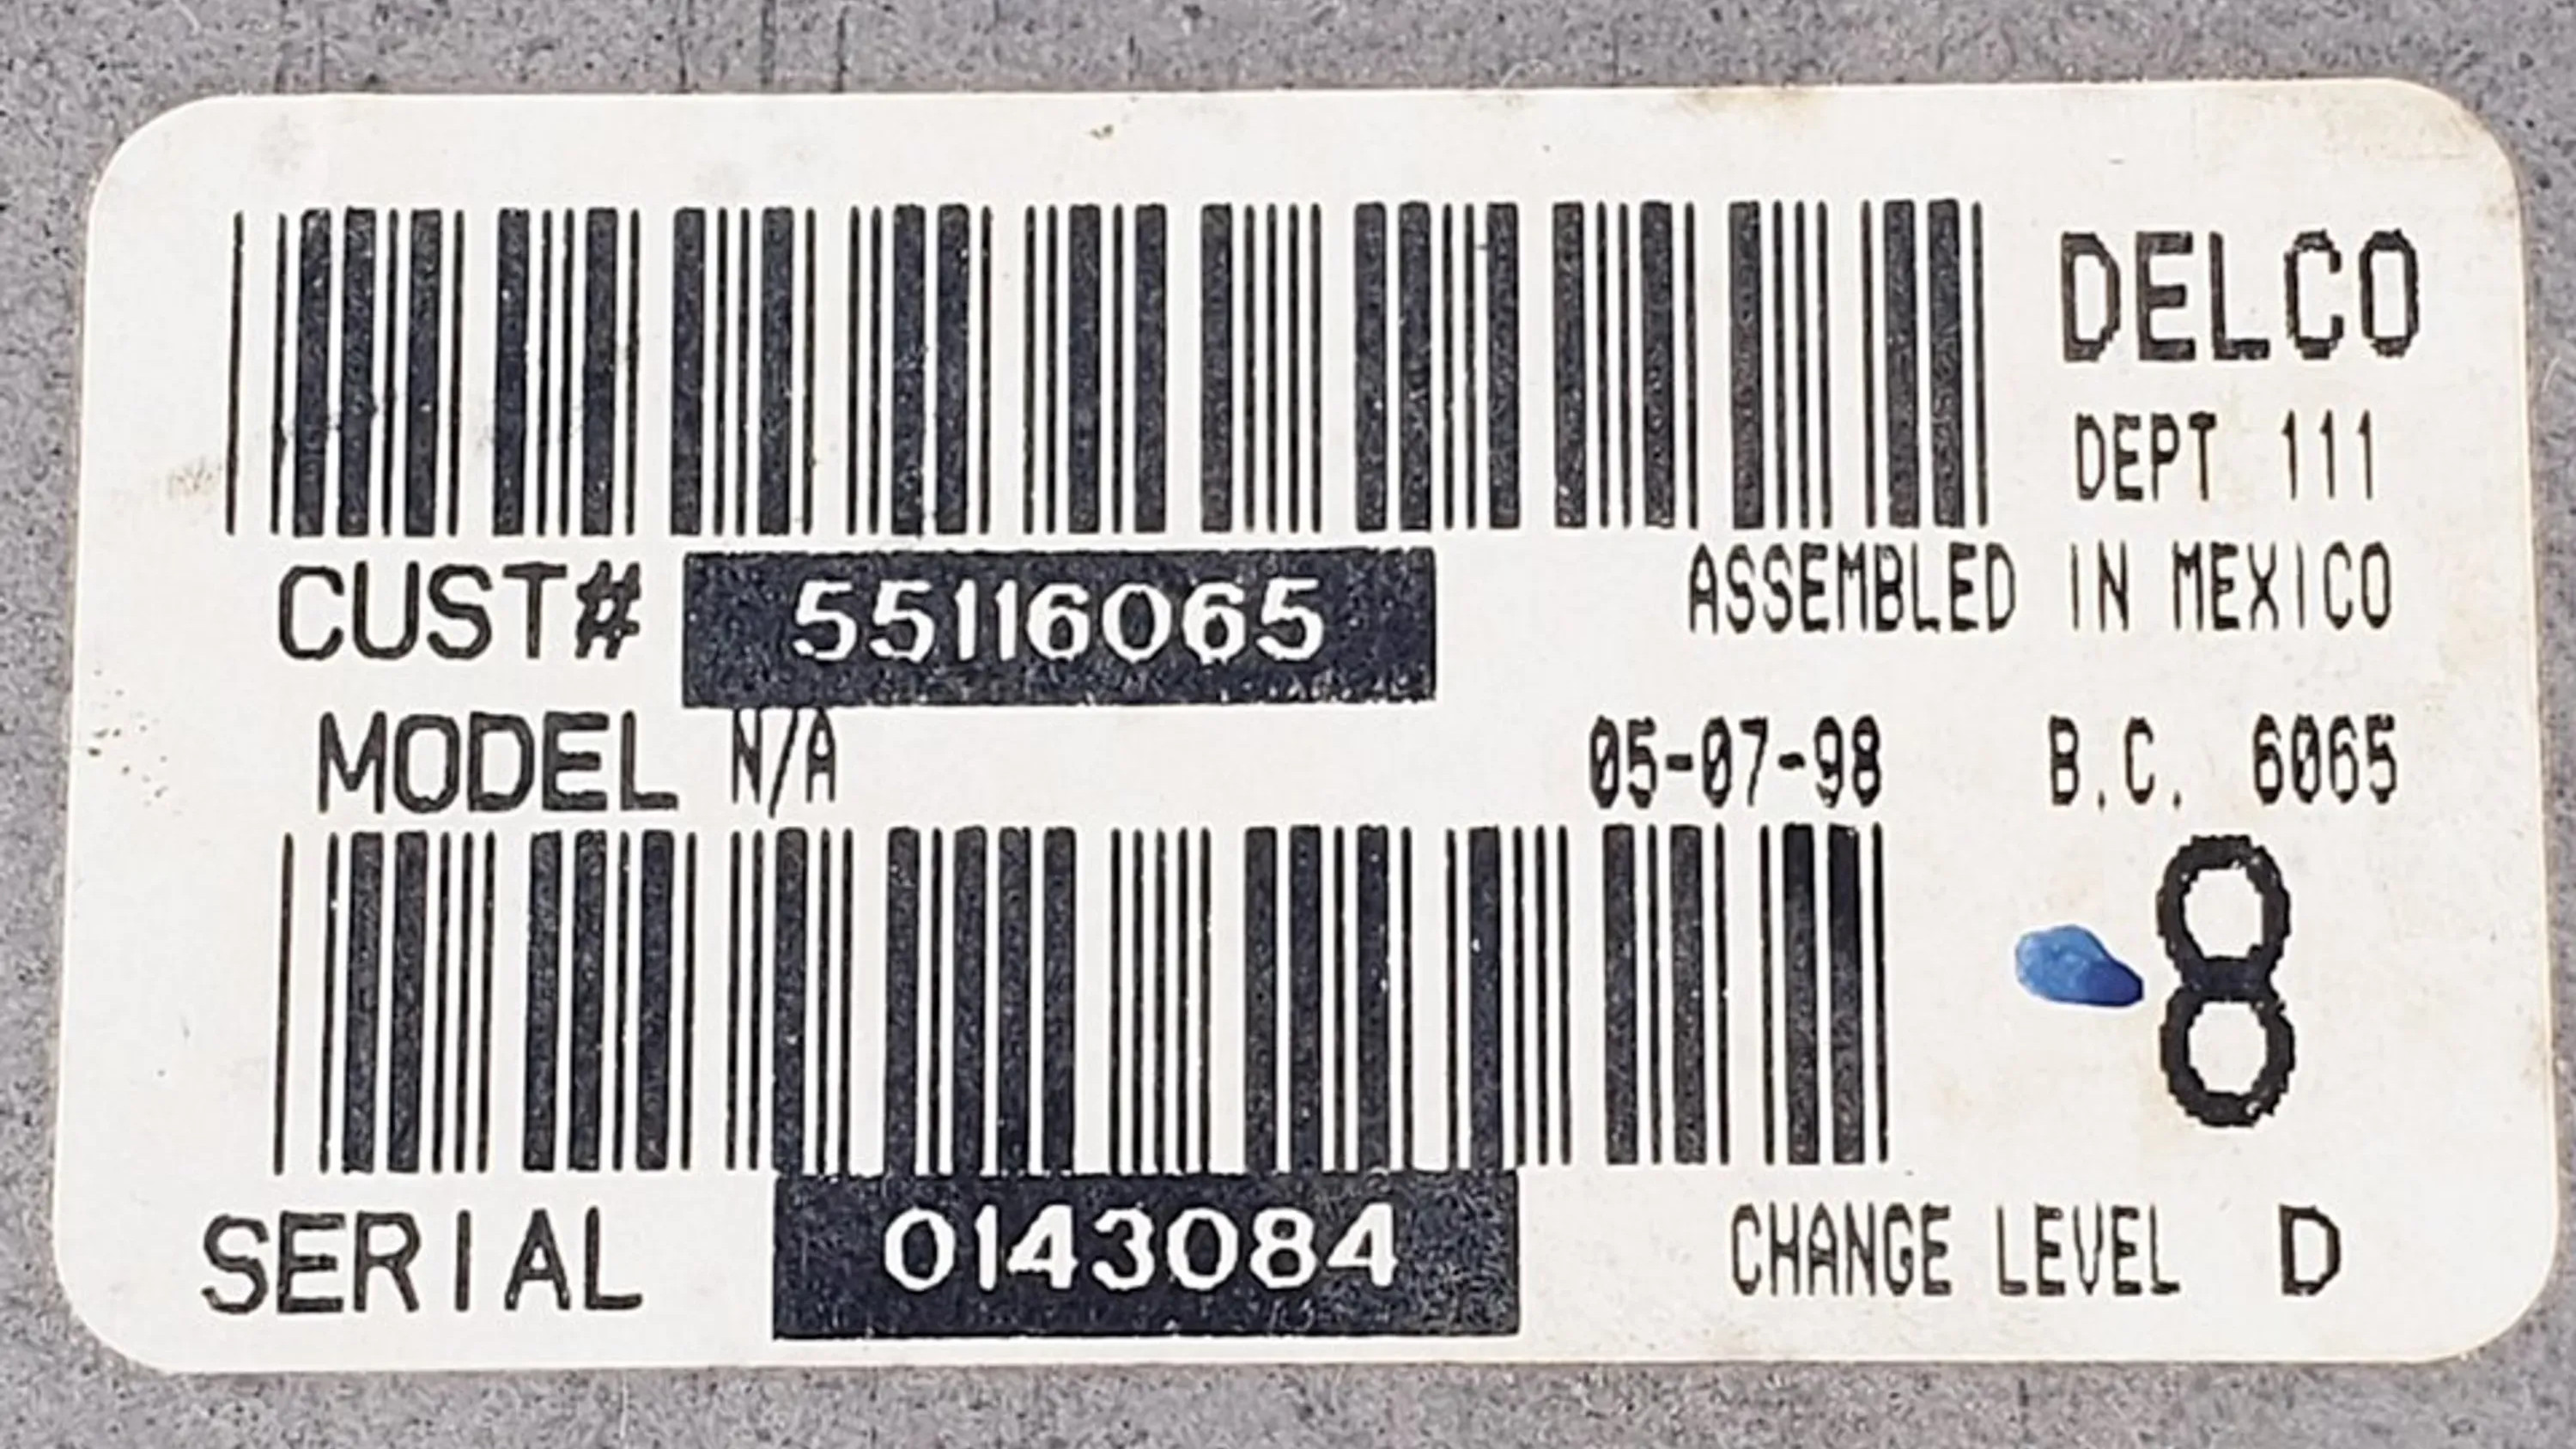 DELCO
DEPT 111
CUST# 55116065 ASSEMBLED IN MEXICO
MODEL N/A 05-07-98 B.C. 6065
8
SERIAL 0143084 CHANGE LEVEL D